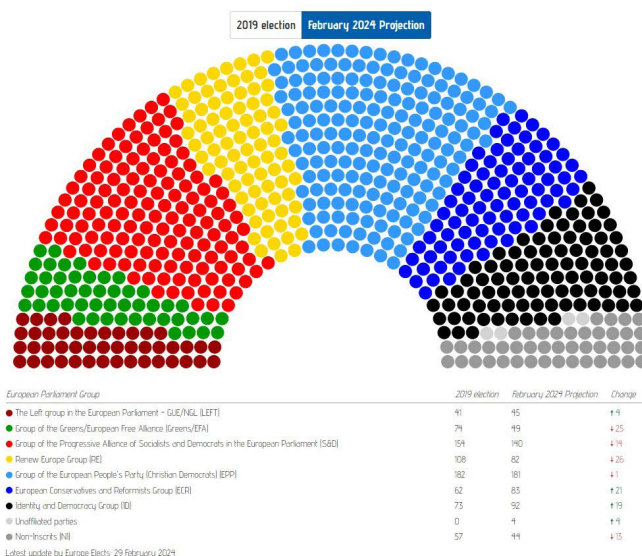 2019 election February 2024 Projection
European Parliament Group 2019 election February 2024 Projection Change
The Left group in the European Parliament - GUE/NGL (LEFT) 41 45 ↑4
Group of the Greens/European Free Alliance (Greens/EFA) 74 49 ↓25
Group of the Progressive Alliance of Socialists and Democrats in the European Parliament (S&D) 154 140 ↓14
Renew Europe Group (RE) 108 82 ↓26
Group of the European People's Party (Christian Democrats) (EPP) 182 181 ↓1
European Conservatives and Reformists Group (ECR) 62 83 ↑21
Identity and Democracy Group (ID) 73 92 ↑19
Unaffiliated parties 0 4 ↑4
Non-Inscrits (NI) 57 44 ↓13
Latest update by Europe Elects: 29 February 2024